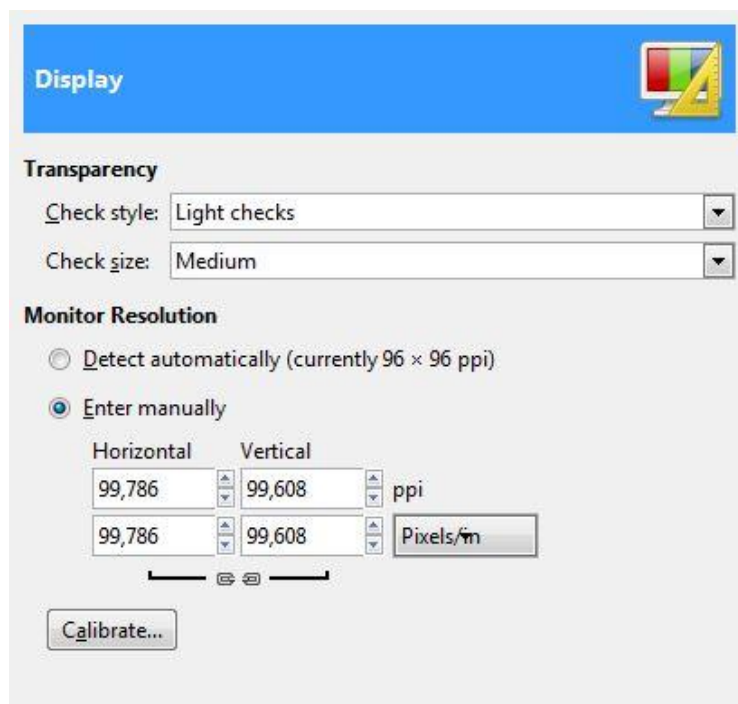 Display
Transparency
Check style: Light checks
Check size: Medium
Monitor Resolution
Detect automatically (currently 96 × 96 ppi)
Enter manually
Horizontal Vertical
99,786 99,608 ppi
99,786 99,608 Pixels/in
Calibrate...